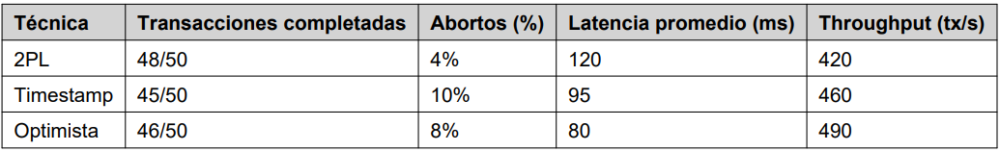 Técnica Transacciones completadas Abortos (%) Latencia promedio (ms) Throughput (tx/s)
2PL 48/50 4% 120 420
Timestamp 45/50 10% 95 460
Optimista 46/50 8% 80 490